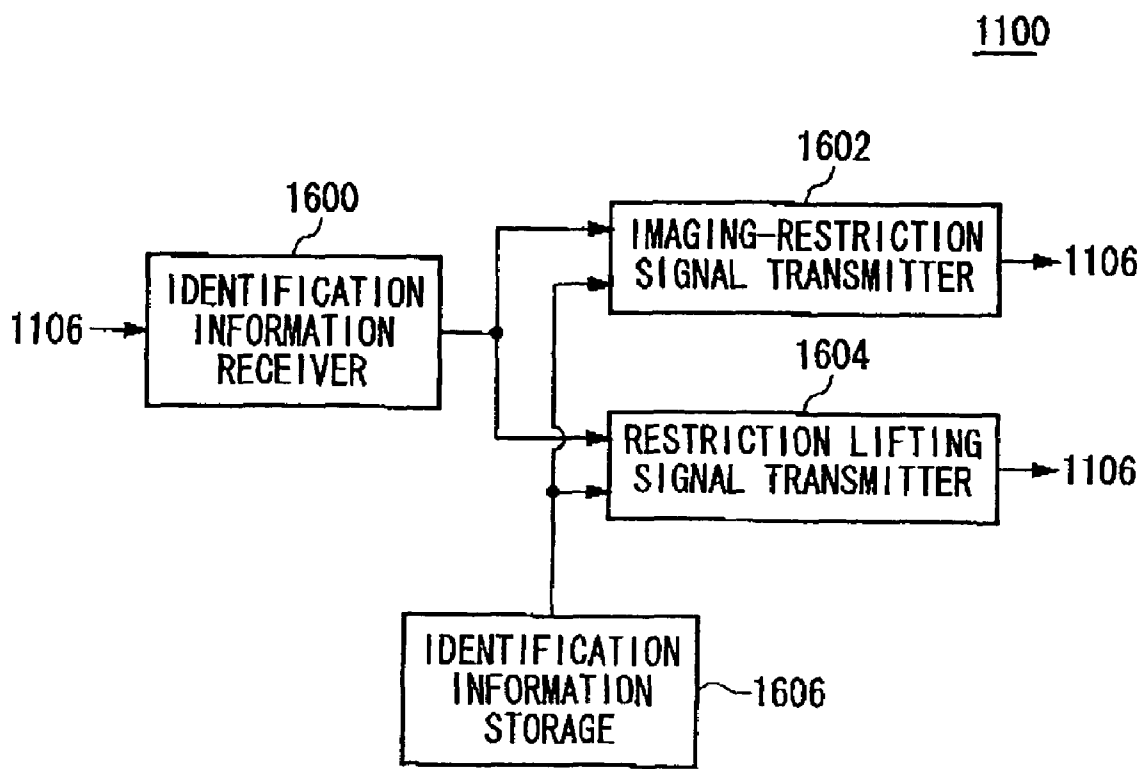 1100
1602
1600
IMAGING-RESTRICTION
SIGNAL TRANSMITTER
1106
IDENTIFICATION
INFORMATION
RECEIVER
1106
1604
RESTRICTION LIFTING
SIGNAL TRANSMITTER
1106
IDENTIFICATION
INFORMATION
STORAGE
1606